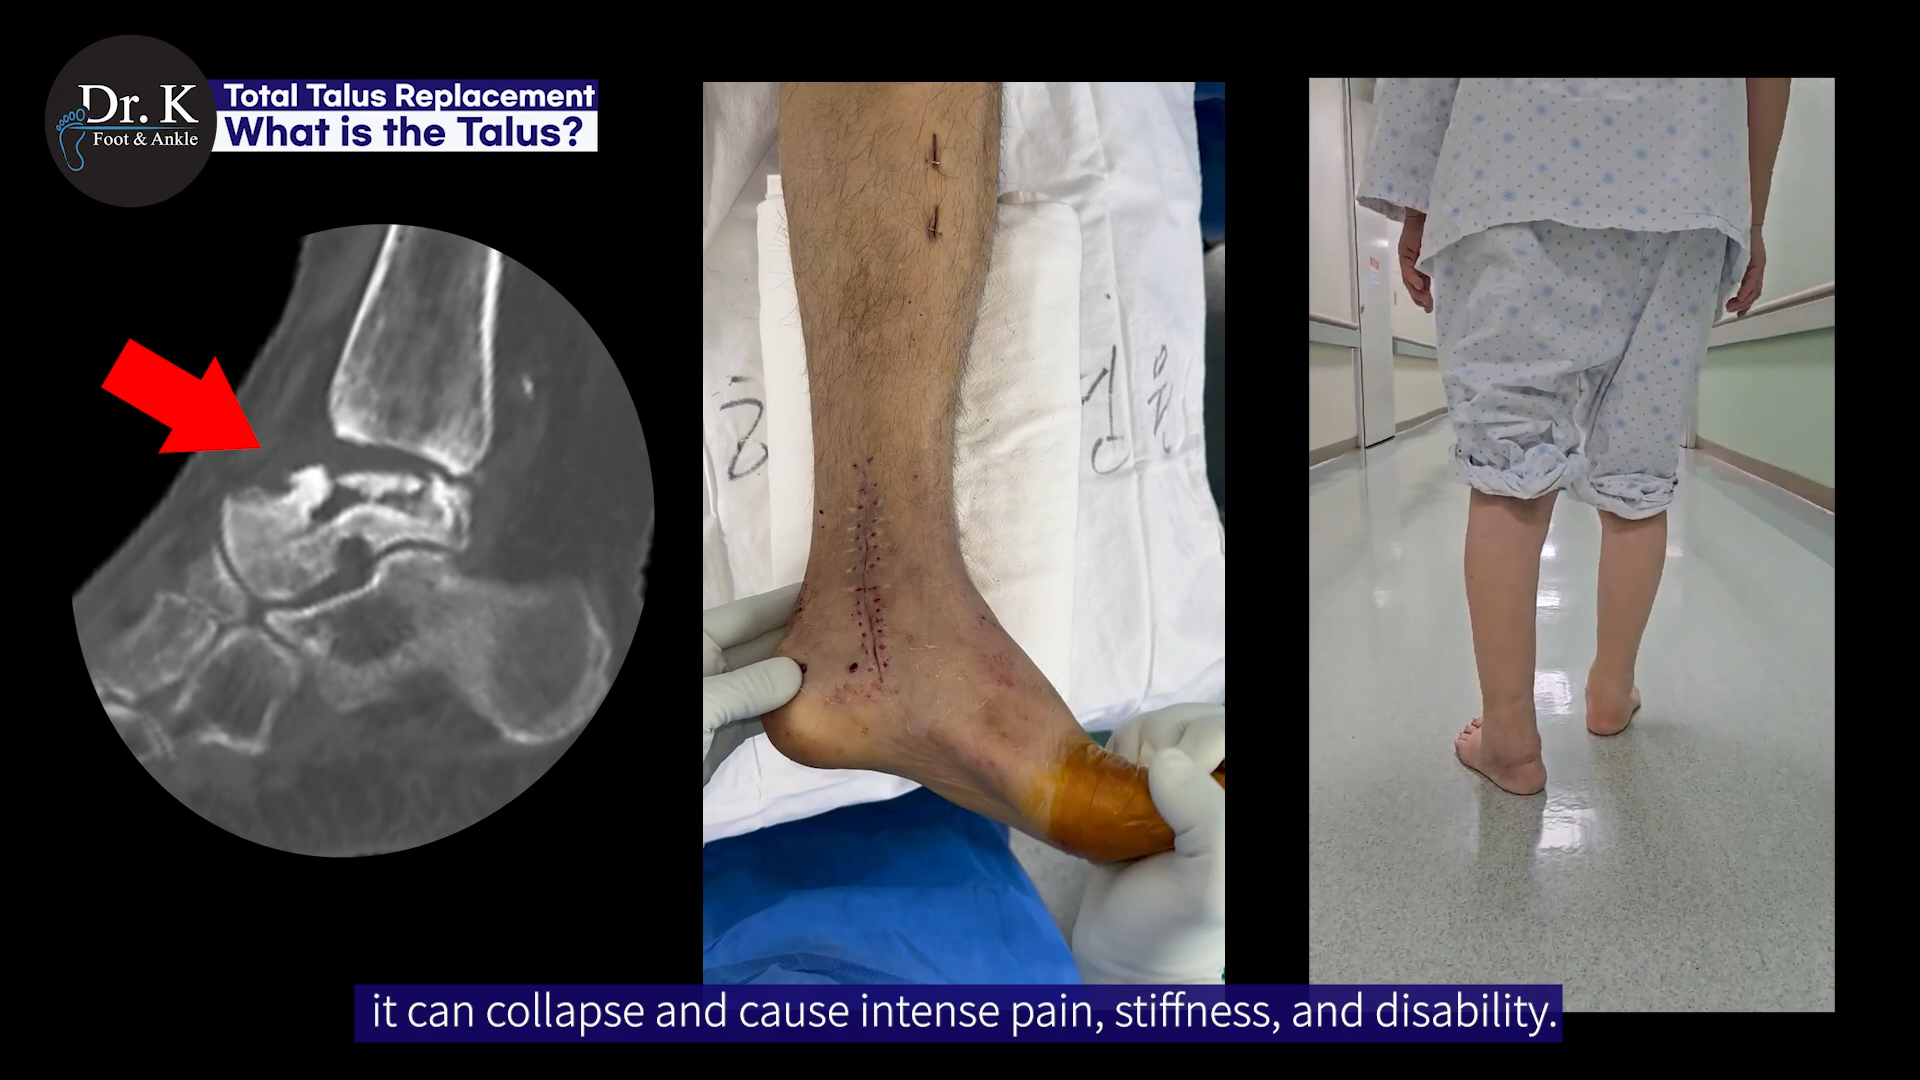 Dr. K
Foot & Ankle
Total Talus Replacement
What is the Talus?
it can collapse and cause intense pain, stiffness, and disability.